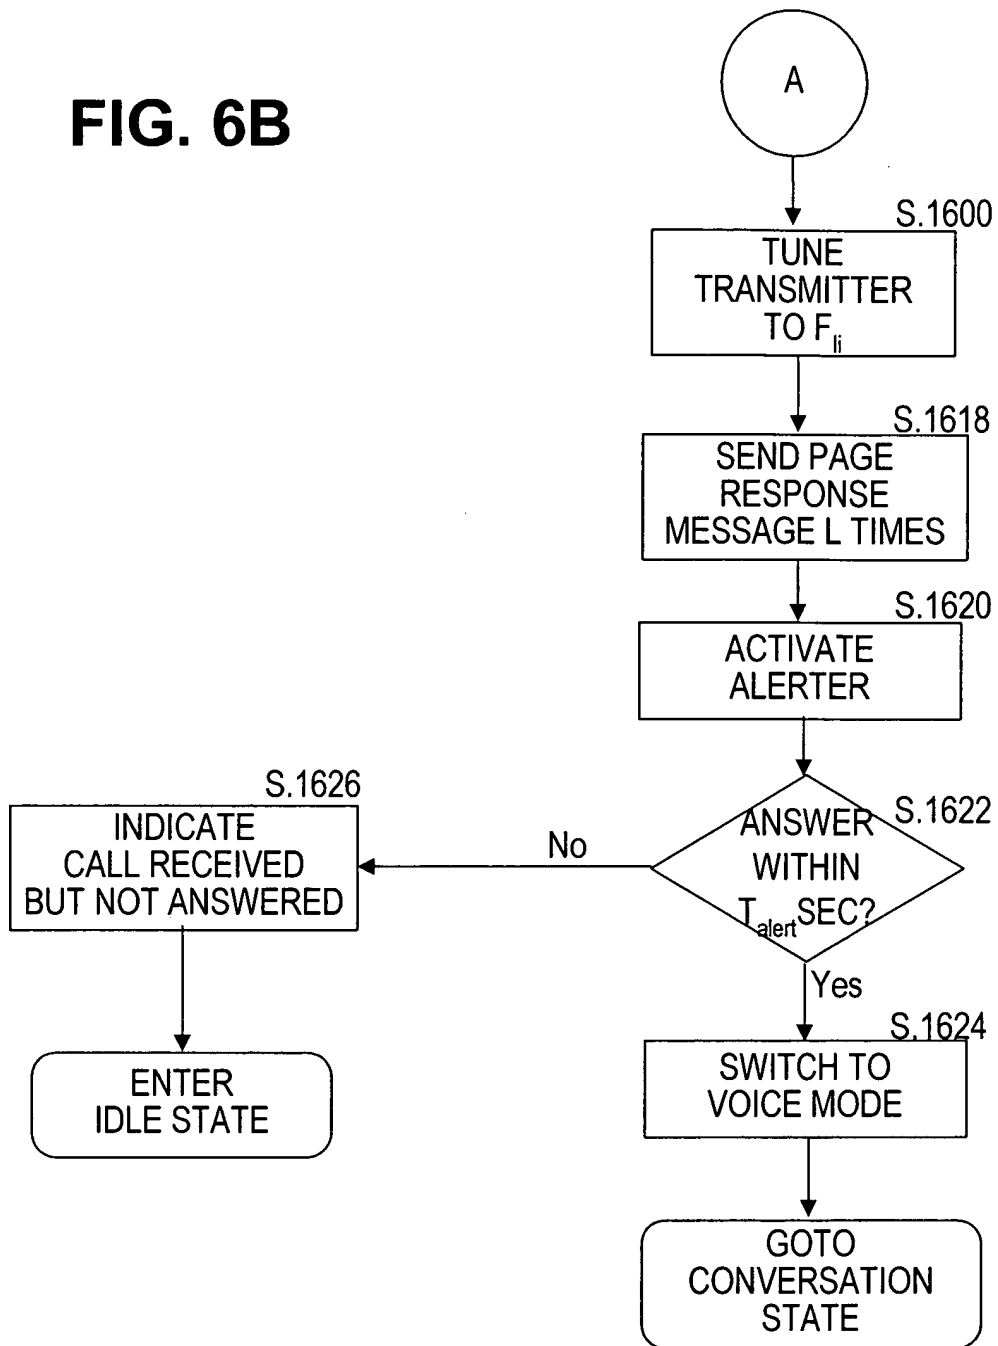 FIG. 6B
A
S.1600
TUNE
TRANSMITTER
TO Fli
S.1618
SEND PAGE
RESPONSE
MESSAGE L TIMES
S.1620
ACTIVATE
ALERTER
S.1622
ANSWER
WITHIN
Talert SEC?
No
Yes
S.1626
INDICATE
CALL RECEIVED
BUT NOT ANSWERED
ENTER
IDLE STATE
S.1624
SWITCH TO
VOICE MODE
GOTO
CONVERSATION
STATE